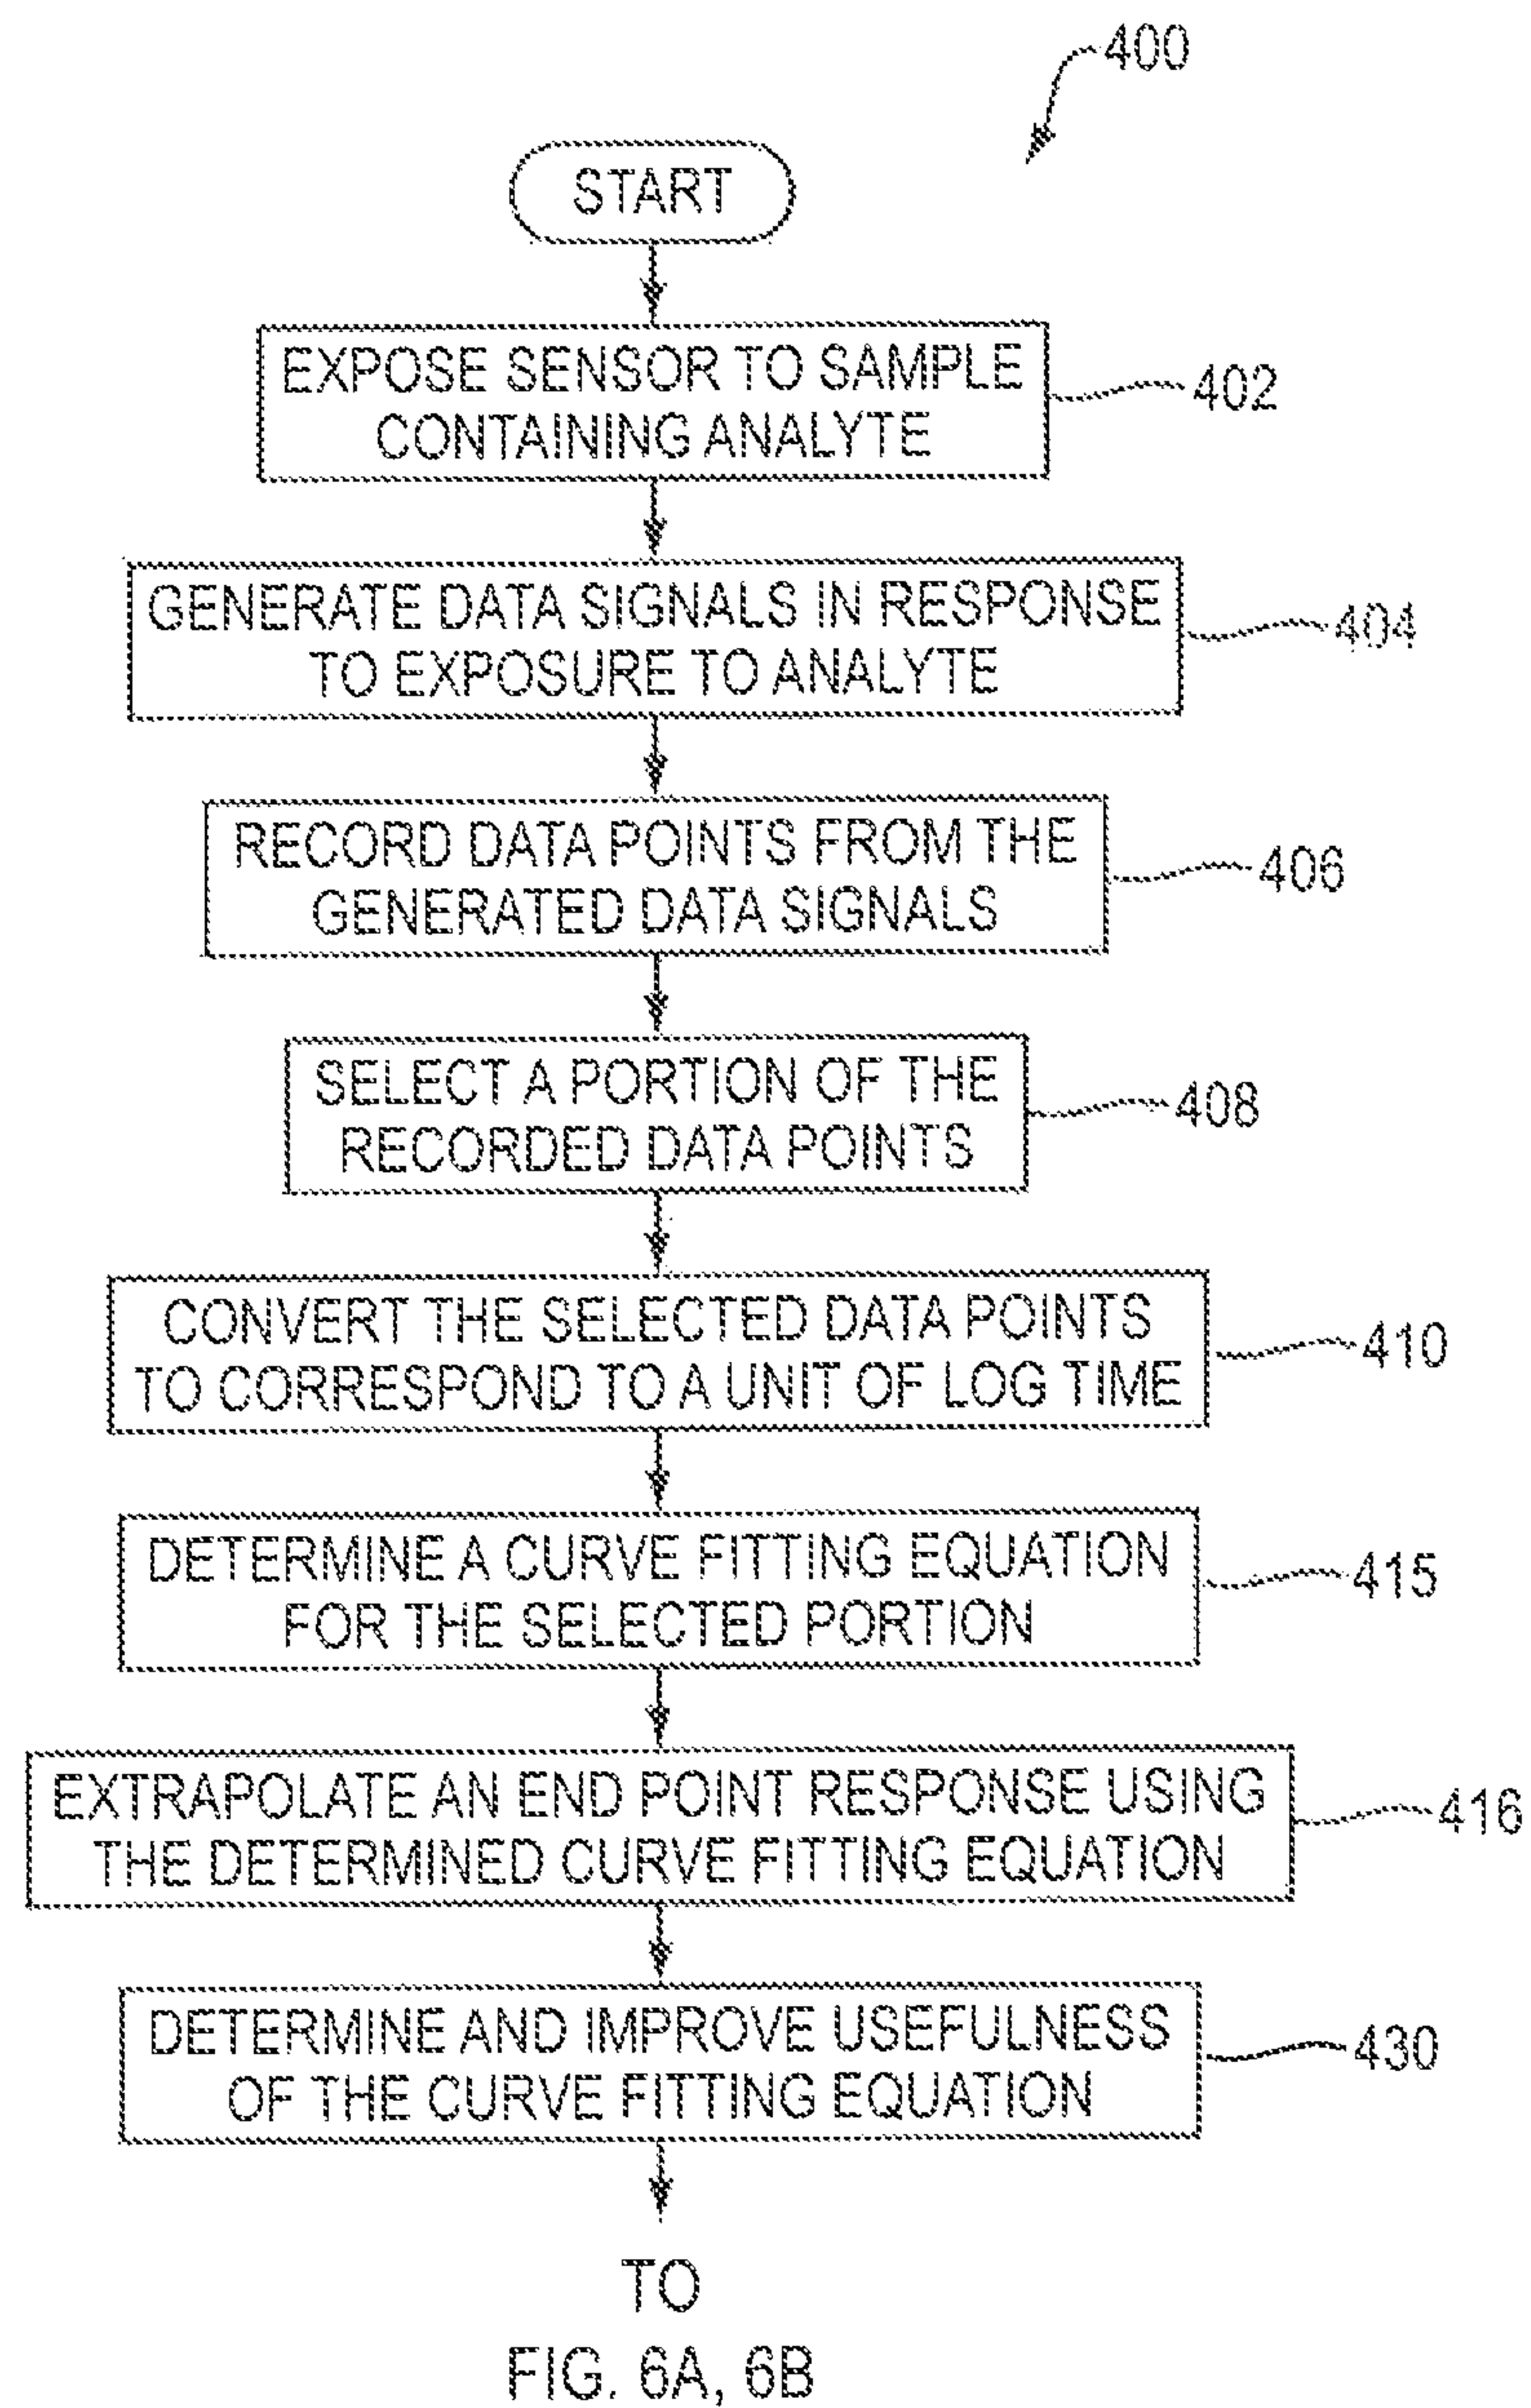 400
START
EXPOSE SENSOR TO SAMPLE
CONTAINING ANALYTE
402
GENERATE DATA SIGNALS IN RESPONSE
TO EXPOSURE TO ANALYTE
404
RECORD DATA POINTS FROM THE
GENERATED DATA SIGNALS
406
SELECT A PORTION OF THE
RECORDED DATA POINTS
408
CONVERT THE SELECTED DATA POINTS
TO CORRESPOND TO A UNIT OF LOG TIME
410
DETERMINE A CURVE FITTING EQUATION
FOR THE SELECTED PORTION
415
EXTRAPOLATE AN END POINT RESPONSE USING
THE DETERMINED CURVE FITTING EQUATION
416
DETERMINE AND IMPROVE USEFULNESS
OF THE CURVE FITTING EQUATION
430
TO
FIG. 6A, 6B